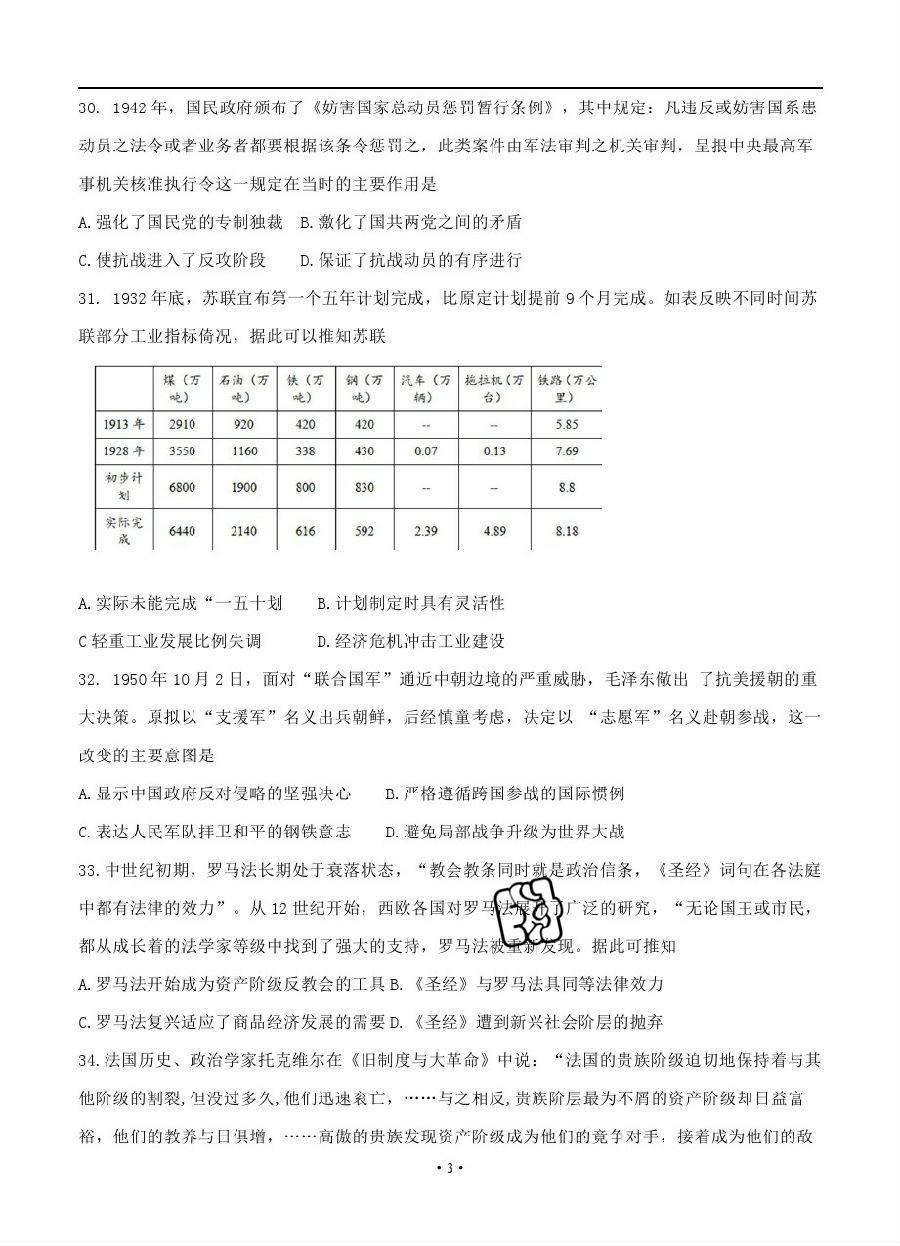 30. 1942年，国民政府颁布了《妨害国家总动员惩罚暂行条例》，其中规定：凡违反或妨害国系患
动员之法令或老业务者都要根据该条令惩罚之，此类案件由军法审判之机关审判，呈报中央最高军
事机关核准执行令这一规定在当时的主要作用是
A.强化了国民党的专制独裁 B.激化了国共两党之间的矛盾
C.使抗战进入了反攻阶段 D.保证了抗战动员的有序进行
31. 1932年底，苏联宣布第一个五年计划完成，比原定计划提前9个月完成。如表反映不同时间苏
联部分工业指标倚况，据此可以推知苏联
煤（万吨） 石油（万吨） 铁（万吨） 钢（万吨） 汽车（万辆） 拖拉机（万台） 铁路（万公里）
1913年 2910 920 420 420 -- -- 5.85
1928年 3550 1160 338 430 0.07 0.13 7.69
初步计划 6800 1900 800 830 -- -- 8.8
实际完成 6440 2140 616 592 2.39 4.89 8.18
A.实际未能完成“一五十划 B.计划制定时具有灵活性
C轻重工业发展比例失调 D.经济危机冲击工业建设
32. 1950年10月2日，面对“联合国军”通近中朝边境的严重威胁，毛泽东做出 了抗美援朝的重
大决策。原拟以“支援军”名义出兵朝鲜，后经慎童考虑，决定以 “志愿军”名义赴朝参战，这一
改变的主要意图是
A.显示中国政府反对侵略的坚强决心 B.严格遵循跨国参战的国际惯例
C.表达人民军队拝卫和平的钢铁意志 D.避免局部战争升级为世界大战
33.中世纪初期，罗马法长期处于衰落状态，“教会教条同时就是政治信条，《圣经》词句在各法庭
中都有法律的效力”。从12世纪开始，西欧各国对罗马法展开了广泛的研究，“无论国王或市民，
都从成长着的法学家等级中找到了强大的支持，罗马法被重新发现。据此可推知
A.罗马法开始成为资产阶级反教会的工具B.《圣经》与罗马法具同等法律效力
C.罗马法复兴适应了商品经济发展的需要D.《圣经》遭到新兴社会阶层的抛弃
34.法国历史、政治学家托克维尔在《旧制度与大革命》中说：“法国的贵族阶级迫切地保持着与其
他阶级的割裂,但没过多久,他们迅速衰亡，……与之相反,贵族阶层最为不屑的资产阶级却日益富
裕，他们的教养与日俱增，……高傲的贵族发现资产阶级成为他们的竞争对手，接着成为他们的敌
·3·